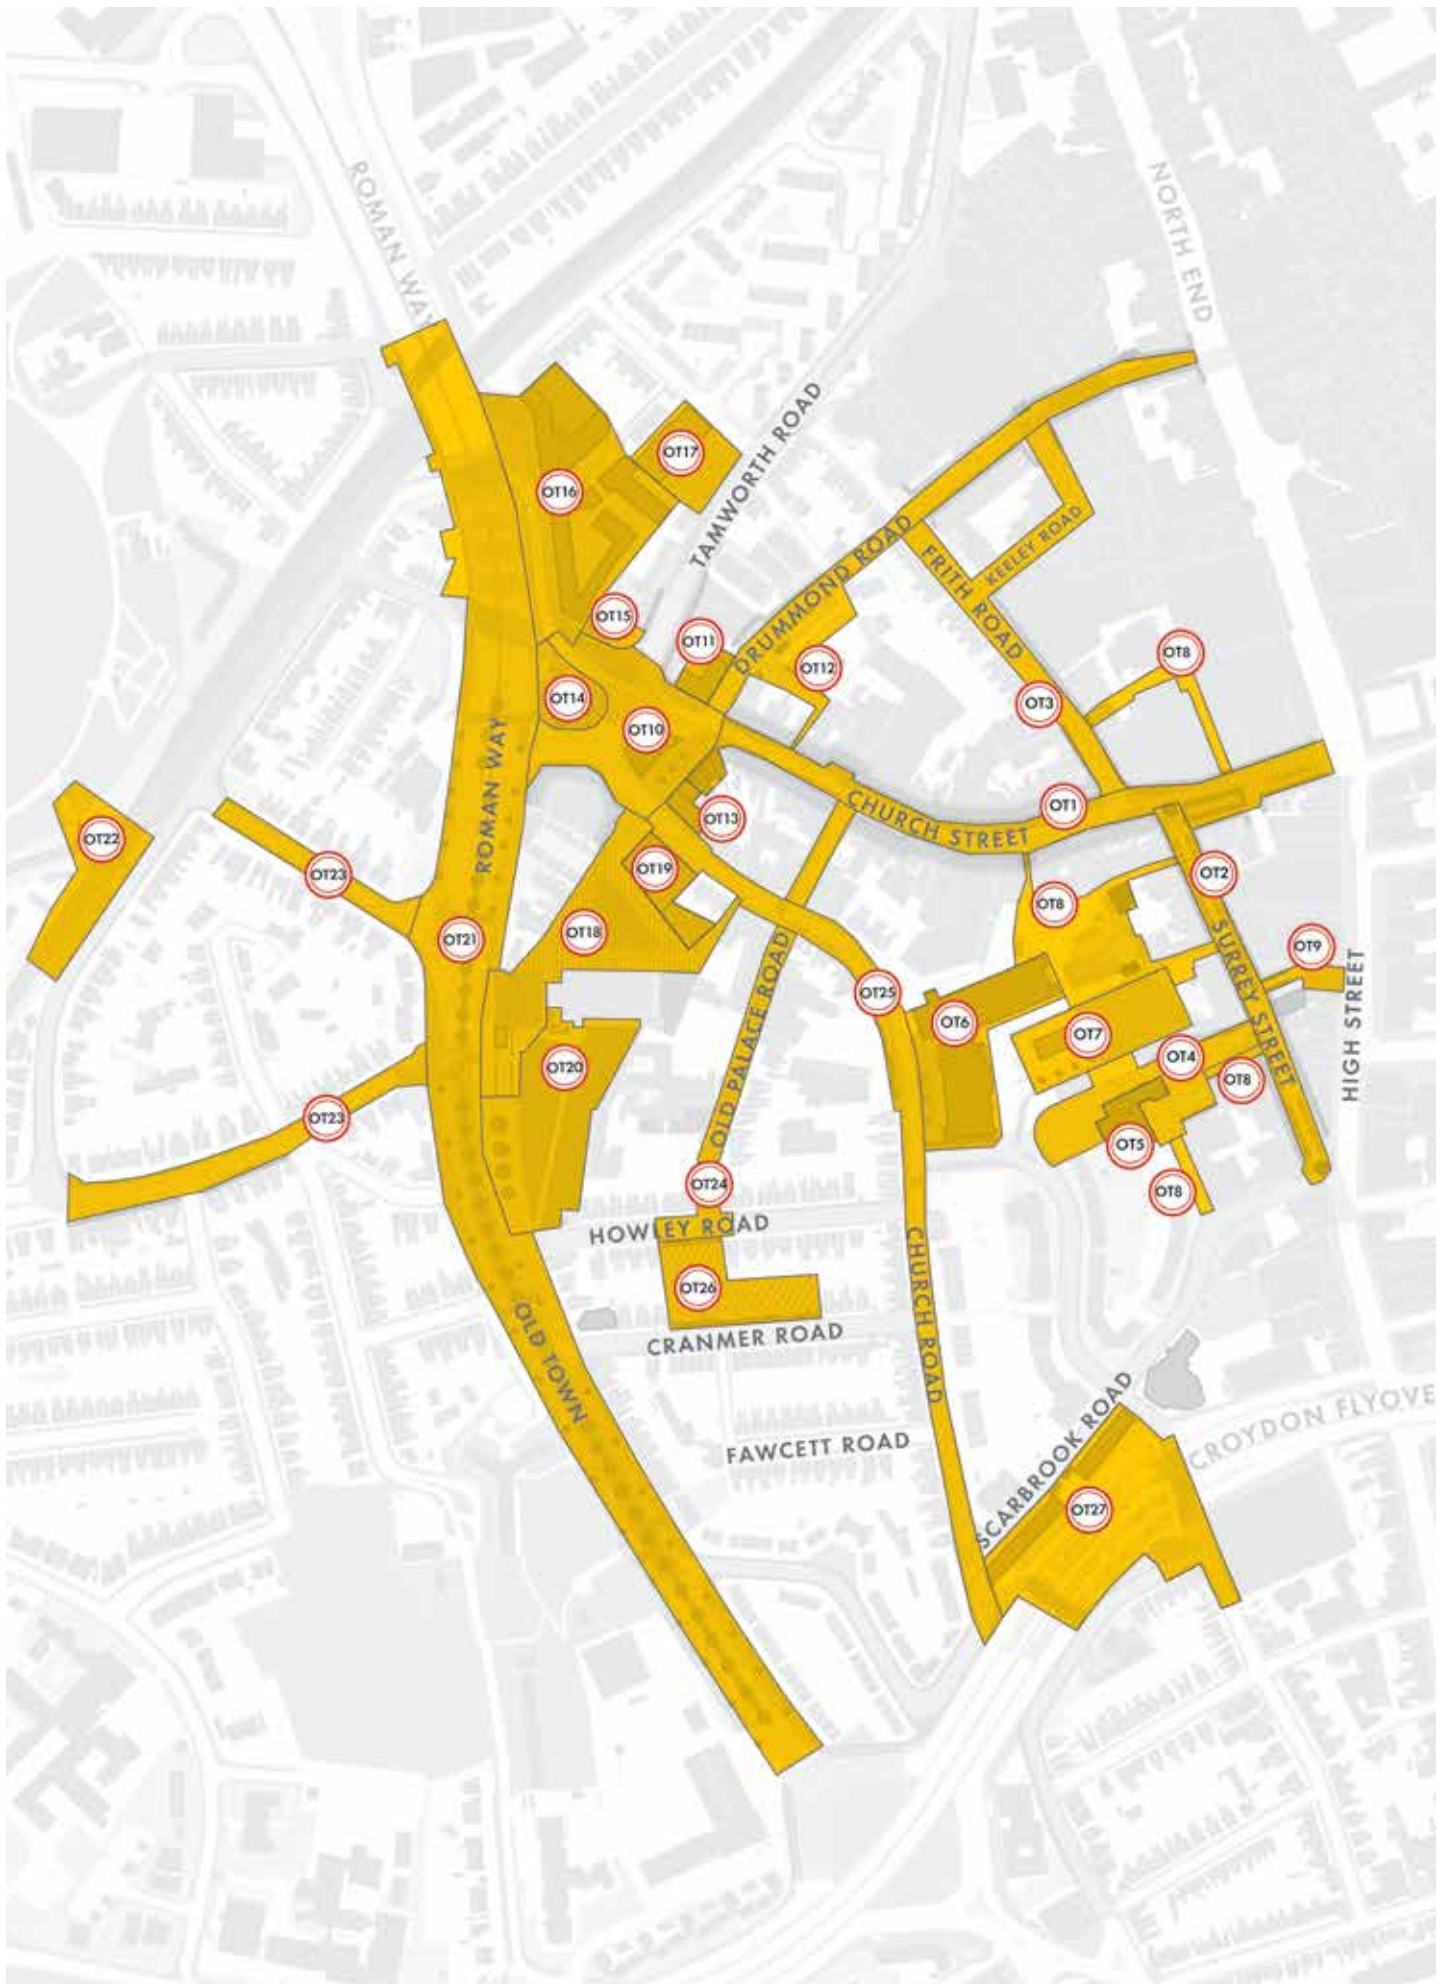 ROMAN WAY
NORTH END
OT17
TAMWORTH ROAD
OT16
DRUMMOND ROAD
KEELEY ROAD
FRITH ROAD
OT15
OT11
OT8
OT12
OT14
OT3
OT10
ROMAN WAY
OT1
OT13
CHURCH STREET
OT22
OT19
OT23
OT2
OT8
OT18
OT21
OT9
SURREY STREET
OLD PALACE ROAD
OT25
HIGH STREET
OT6
OT7
OT4
OT20
OT8
OT23
OT5
OT24
OT8
HOWLEY ROAD
OT26
CHURCH ROAD
CRANMER ROAD
OLD TOWN
SCARBROOK ROAD
CROYDON FLYOVE
FAWCETT ROAD
OT27